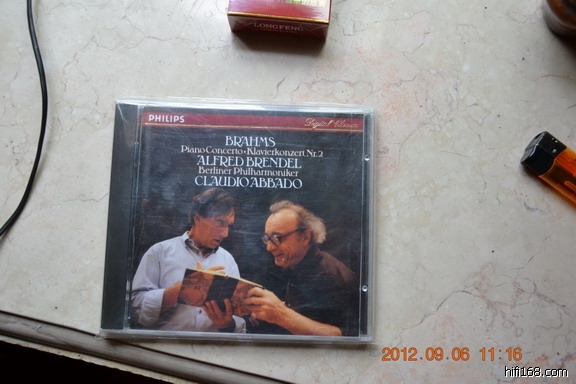 LONGFENG
PHILIPS
Digital Classics
BRAHMS
Piano Concerto • Klavierkonzert Nr. 2
ALFRED BRENDEL
Berliner Philharmoniker
CLAUDIO ABBADO
2012.09.06 11:16
hifi168.com